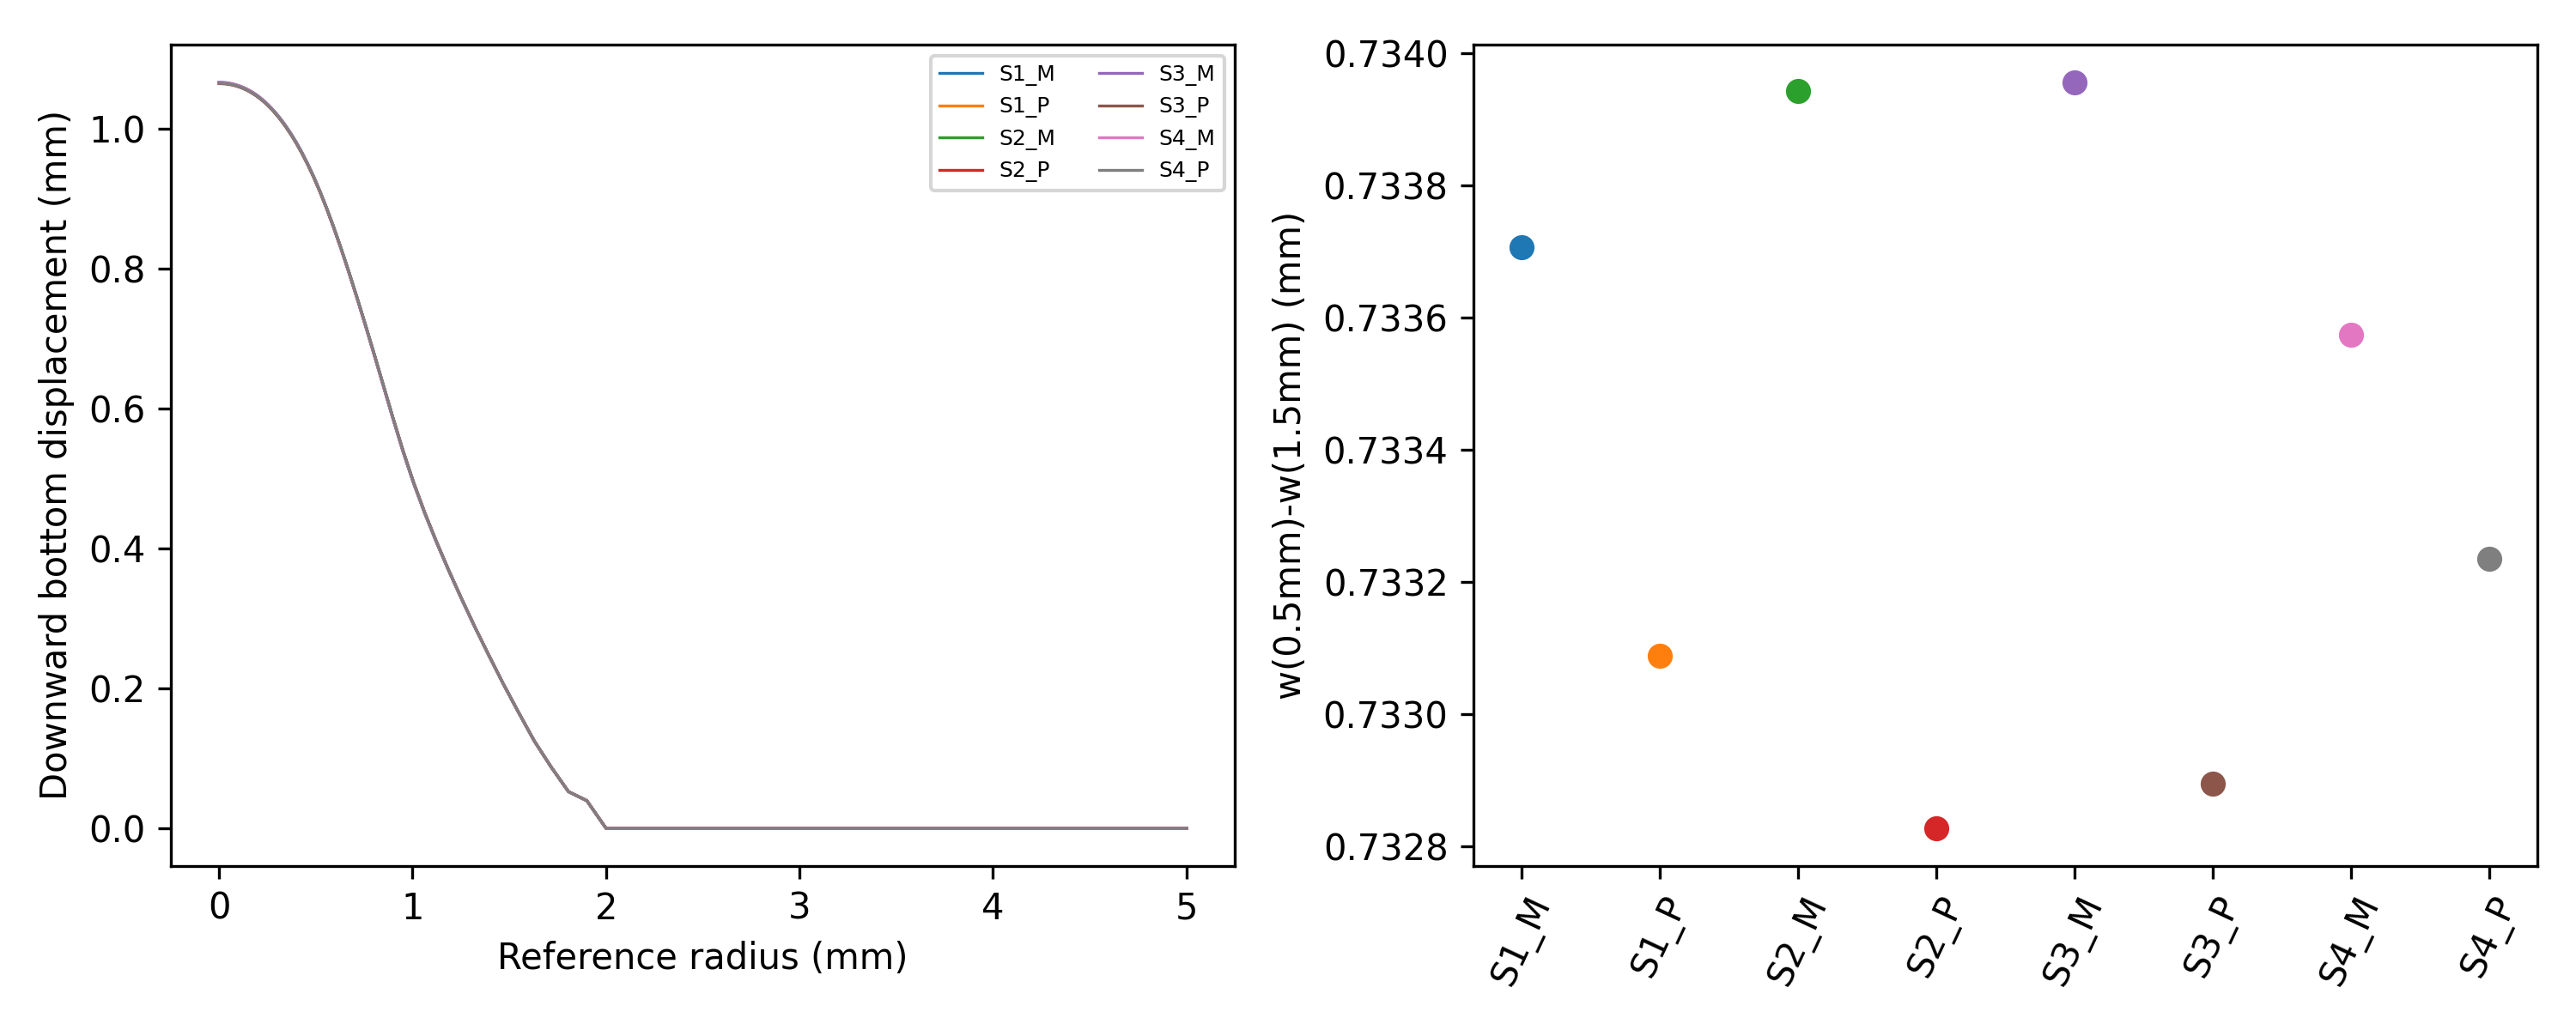 Downward bottom displacement (mm)
1.0
0.8
0.6
0.4
0.2
0.0
0 1 2 3 4 5
Reference radius (mm)
S1_M S3_M
S1_P S3_P
S2_M S4_M
S2_P S4_P
w(0.5mm)-w(1.5mm) (mm)
0.7340
0.7338
0.7336
0.7334
0.7332
0.7330
0.7328
S1_M S1_P S2_M S2_P S3_M S3_P S4_M S4_P